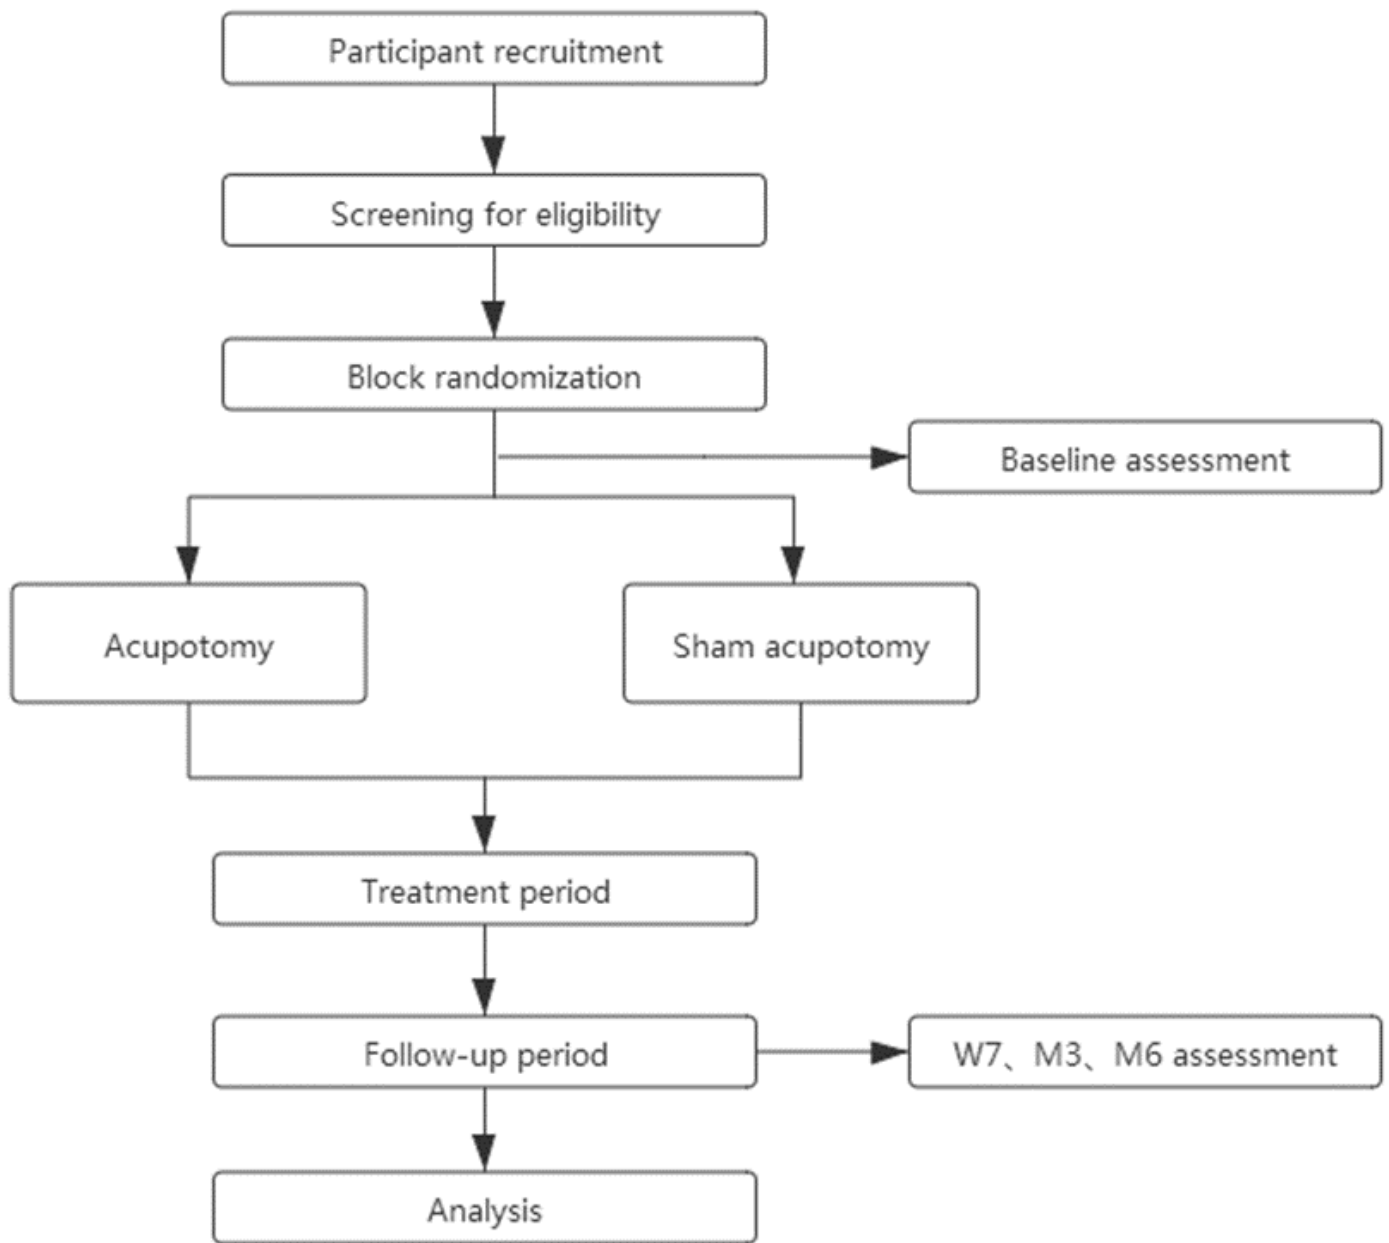 Participant recruitment
Screening for eligibility
Block randomization
Baseline assessment
Acupotomy
Sham acupotomy
Treatment period
Follow-up period
W7、M3、M6 assessment
Analysis